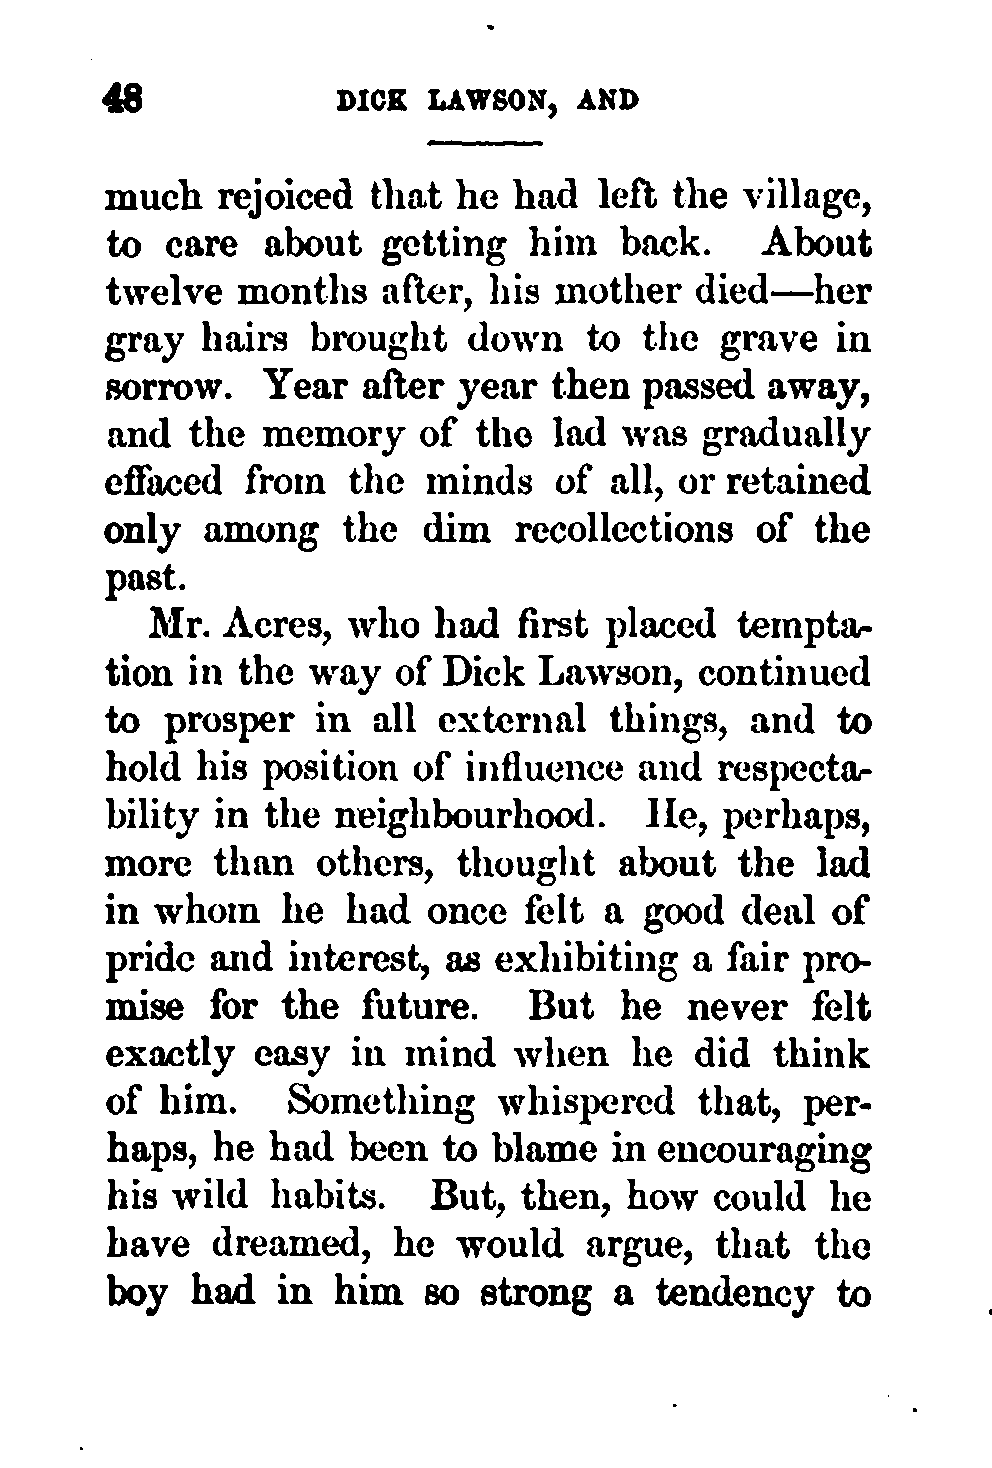 48 DICK LAWSON, AND
much rejoiced that he had left the village,
to care about getting him back. About
twelve months after, his mother died—her
gray hairs brought down to the grave in
sorrow. Year after year then passed away,
and the memory of the lad was gradually
effaced from the minds of all, or retained
only among the dim recollections of the
past.
Mr. Acres, who had first placed tempta-
tion in the way of Dick Lawson, continued
to prosper in all external things, and to
hold his position of influence and respecta-
bility in the neighbourhood. He, perhaps,
more than others, thought about the lad
in whom he had once felt a good deal of
pride and interest, as exhibiting a fair pro-
mise for the future. But he never felt
exactly easy in mind when he did think
of him. Something whispered that, per-
haps, he had been to blame in encouraging
his wild habits. But, then, how could he
have dreamed, he would argue, that the
boy had in him so strong a tendency to